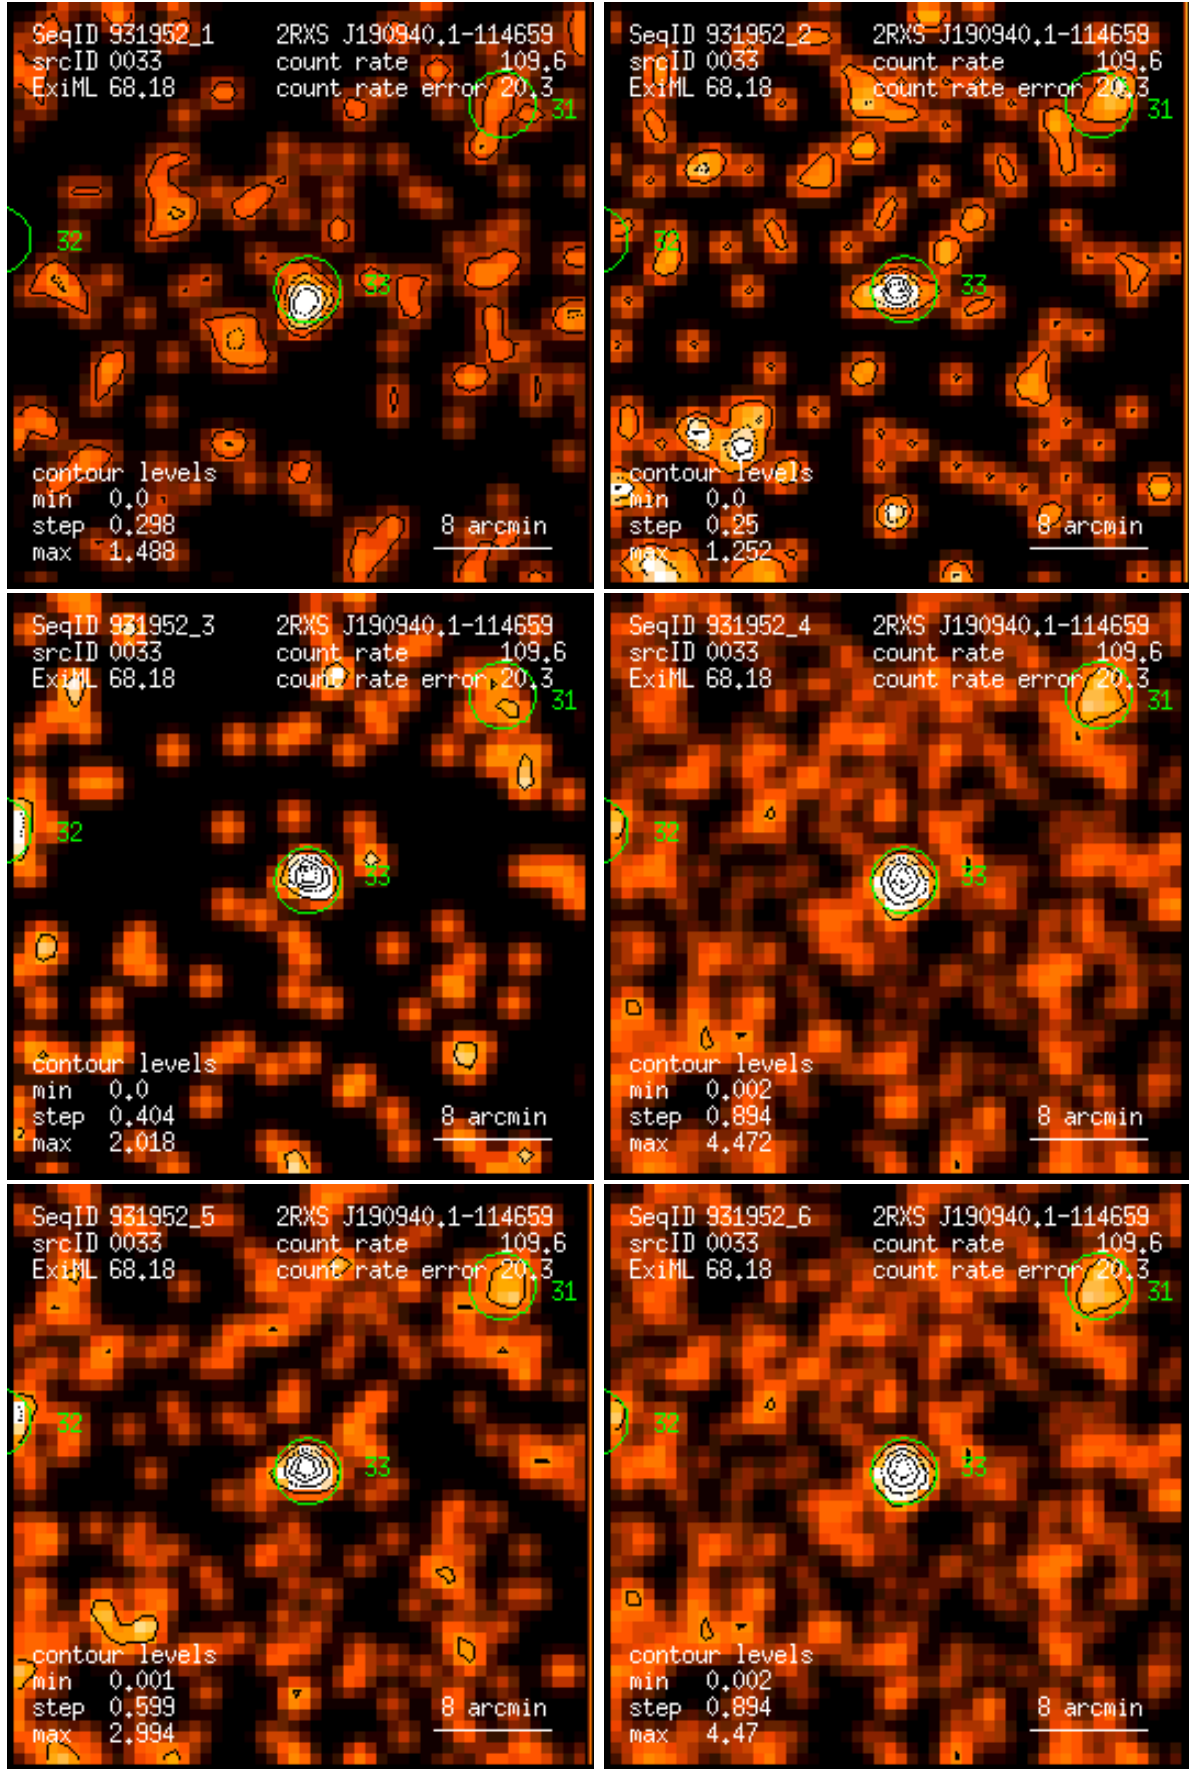 SeqID 931952_1 2RXS J190940.1-114659
srcID 0033 count rate 109.6
ExiML 68.18 count rate error 20.3
31
32
33
contour levels
min 0.0
step 0.298
max 1.488
8 arcmin
SeqID 931952_2 2RXS J190940.1-114659
srcID 0033 count rate 109.6
ExiML 68.18 count rate error 20.3
31
32
33
contour levels
min 0.0
step 0.25
max 1.252
8 arcmin
SeqID 931952_3 2RXS J190940.1-114659
srcID 0033 count rate 109.6
ExiML 68.18 count rate error 20.3
31
32
33
contour levels
min 0.0
step 0.404
max 2.018
8 arcmin
SeqID 931952_4 2RXS J190940.1-114659
srcID 0033 count rate 109.6
ExiML 68.18 count rate error 20.3
31
32
33
contour levels
min 0.002
step 0.894
max 4.472
8 arcmin
SeqID 931952_5 2RXS J190940.1-114659
srcID 0033 count rate 109.6
ExiML 68.18 count rate error 20.3
31
32
33
contour levels
min 0.001
step 0.599
max 2.994
8 arcmin
SeqID 931952_6 2RXS J190940.1-114659
srcID 0033 count rate 109.6
ExiML 68.18 count rate error 20.3
31
32
33
contour levels
min 0.002
step 0.894
max 4.47
8 arcmin